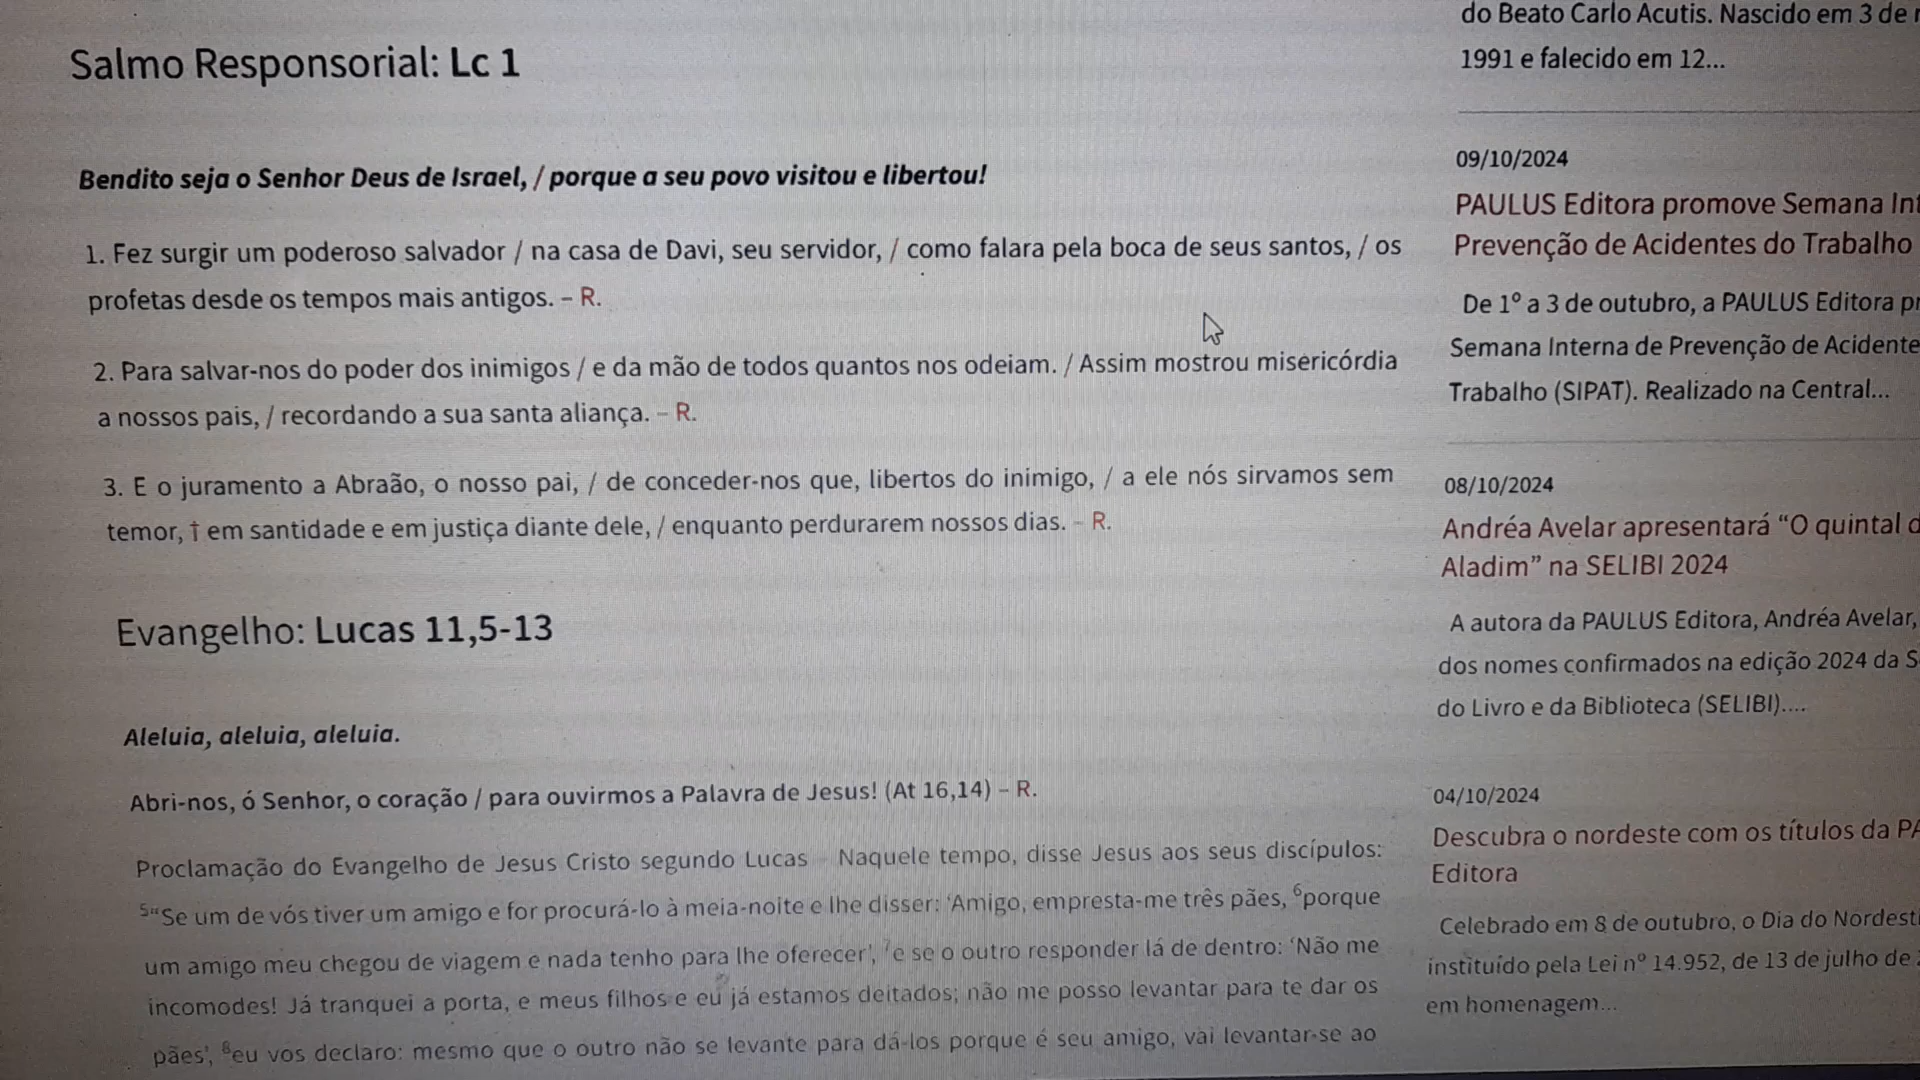 Salmo Responsorial: Lc 1
Bendito seja o Senhor Deus de Israel, / porque a seu povo visitou e libertou!
1. Fez surgir um poderoso salvador / na casa de Davi, seu servidor, / como falara pela boca de seus santos, / os
profetas desde os tempos mais antigos. – R.
2. Para salvar-nos do poder dos inimigos / e da mão de todos quantos nos odeiam. / Assim mostrou misericórdia
a nossos pais, / recordando a sua santa aliança. – R.
3. E o juramento a Abraão, o nosso pai, / de conceder-nos que, libertos do inimigo, / a ele nós sirvamos sem
temor, † em santidade e em justiça diante dele, / enquanto perdurarem nossos dias. – R.
Evangelho: Lucas 11,5-13
Aleluia, aleluia, aleluia.
Abri-nos, ó Senhor, o coração / para ouvirmos a Palavra de Jesus! (At 16,14) – R.
Proclamação do Evangelho de Jesus Cristo segundo Lucas – Naquele tempo, disse Jesus aos seus discípulos:
⁵“Se um de vós tiver um amigo e for procurá-lo à meia-noite e lhe disser: ‘Amigo, empresta-me três pães, ⁶porque
um amigo meu chegou de viagem e nada tenho para lhe oferecer’, ⁷e se o outro responder lá de dentro: ‘Não me
incomodes! Já tranquei a porta, e meus filhos e eu já estamos deitados; não me posso levantar para te dar os
pães’, ⁸eu vos declaro: mesmo que o outro não se levante para dá-los porque é seu amigo, vai levantar-se ao
do Beato Carlo Acutis. Nascido em 3 de
1991 e falecido em 12...
09/10/2024
PAULUS Editora promove Semana
Prevenção de Acidentes do Trabalho
De 1º a 3 de outubro, a PAULUS Editora
Semana Interna de Prevenção de Acidente
Trabalho (SIPAT). Realizado na Central...
08/10/2024
Andréa Avelar apresentará “O quintal
Aladim” na SELIBI 2024
A autora da PAULUS Editora, Andréa Avelar,
dos nomes confirmados na edição 2024 da
do Livro e da Biblioteca (SELIBI)....
04/10/2024
Descubra o nordeste com os títulos da
Editora
Celebrado em 8 de outubro, o Dia do
instituído pela Lei nº 14.952, de 13 de julho de
em homenagem...